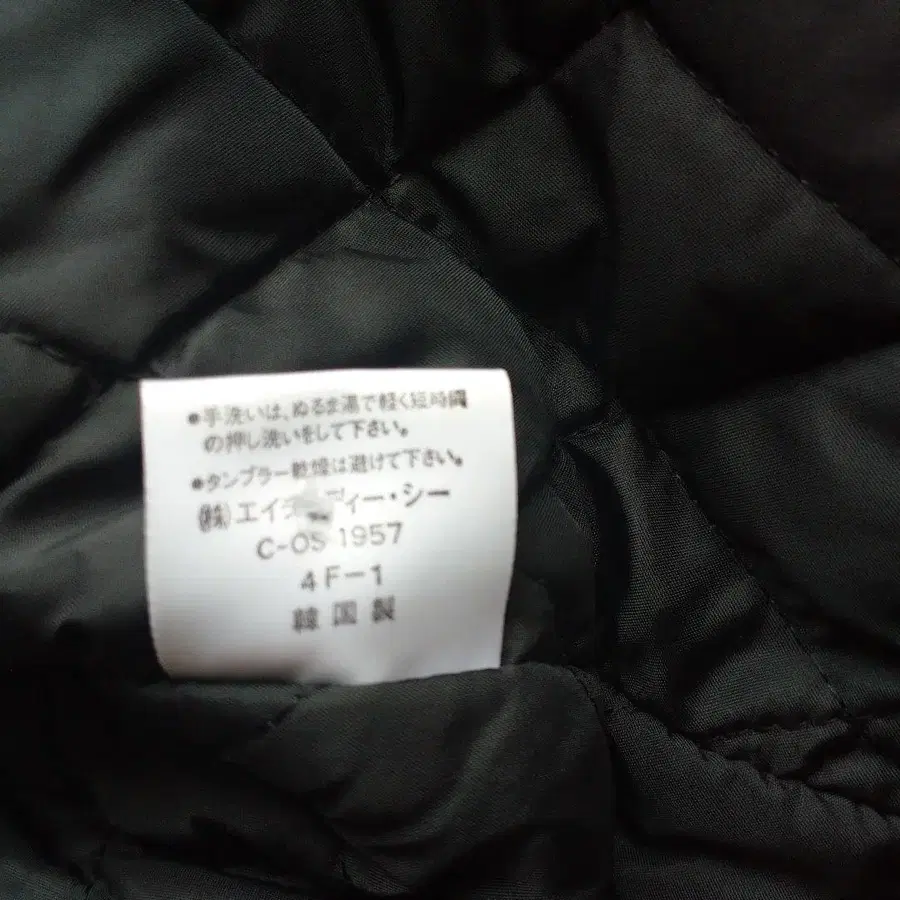 ●手洗いは、ぬるま湯で軽く短時間
の押し洗いをして下さい。
●タンブラー乾燥は避けて下さい。
㈱エイ ディー・シー
C-OS 1957
4F-1
韓国製